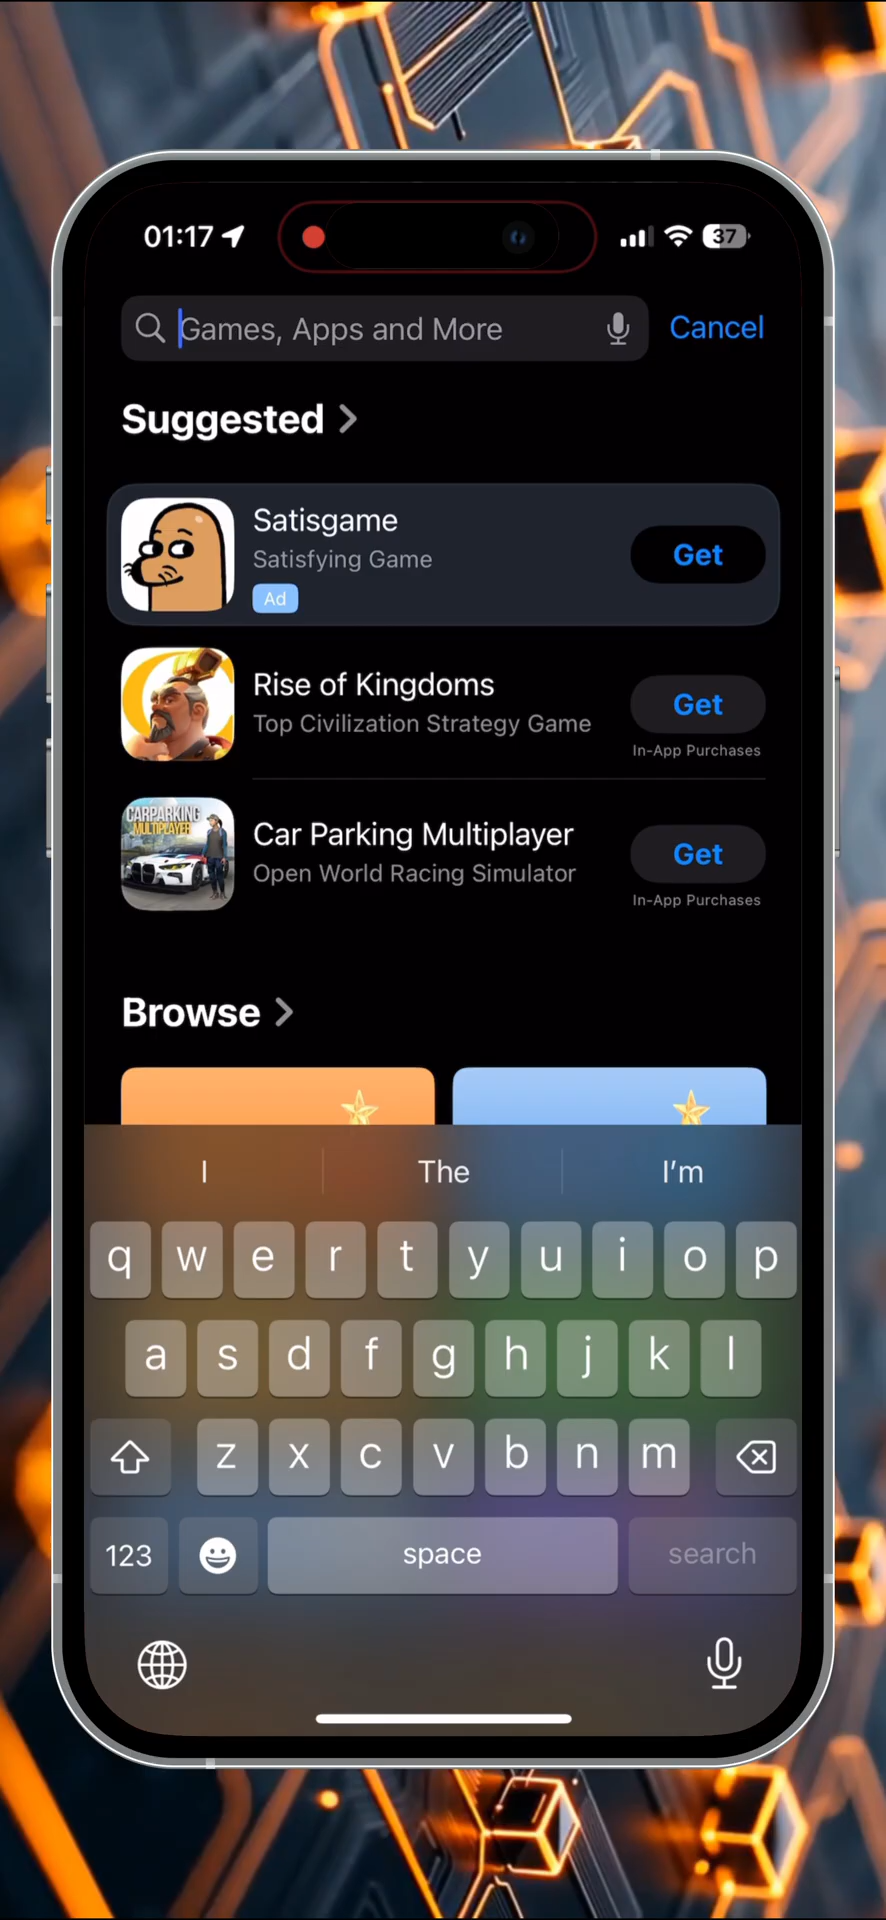 01:17
37
Games, Apps and More
Cancel
Suggested
Satisgame
Satisfying Game
Ad
Get
Rise of Kingdoms
Top Civilization Strategy Game
Get
In-App Purchases
CARPARKING
MULTIPLAYER
Car Parking Multiplayer
Open World Racing Simulator
Get
In-App Purchases
Browse
I The I’m
q w e r t y u i o p
a s d f g h j k l
z x c v b n m
123 space search